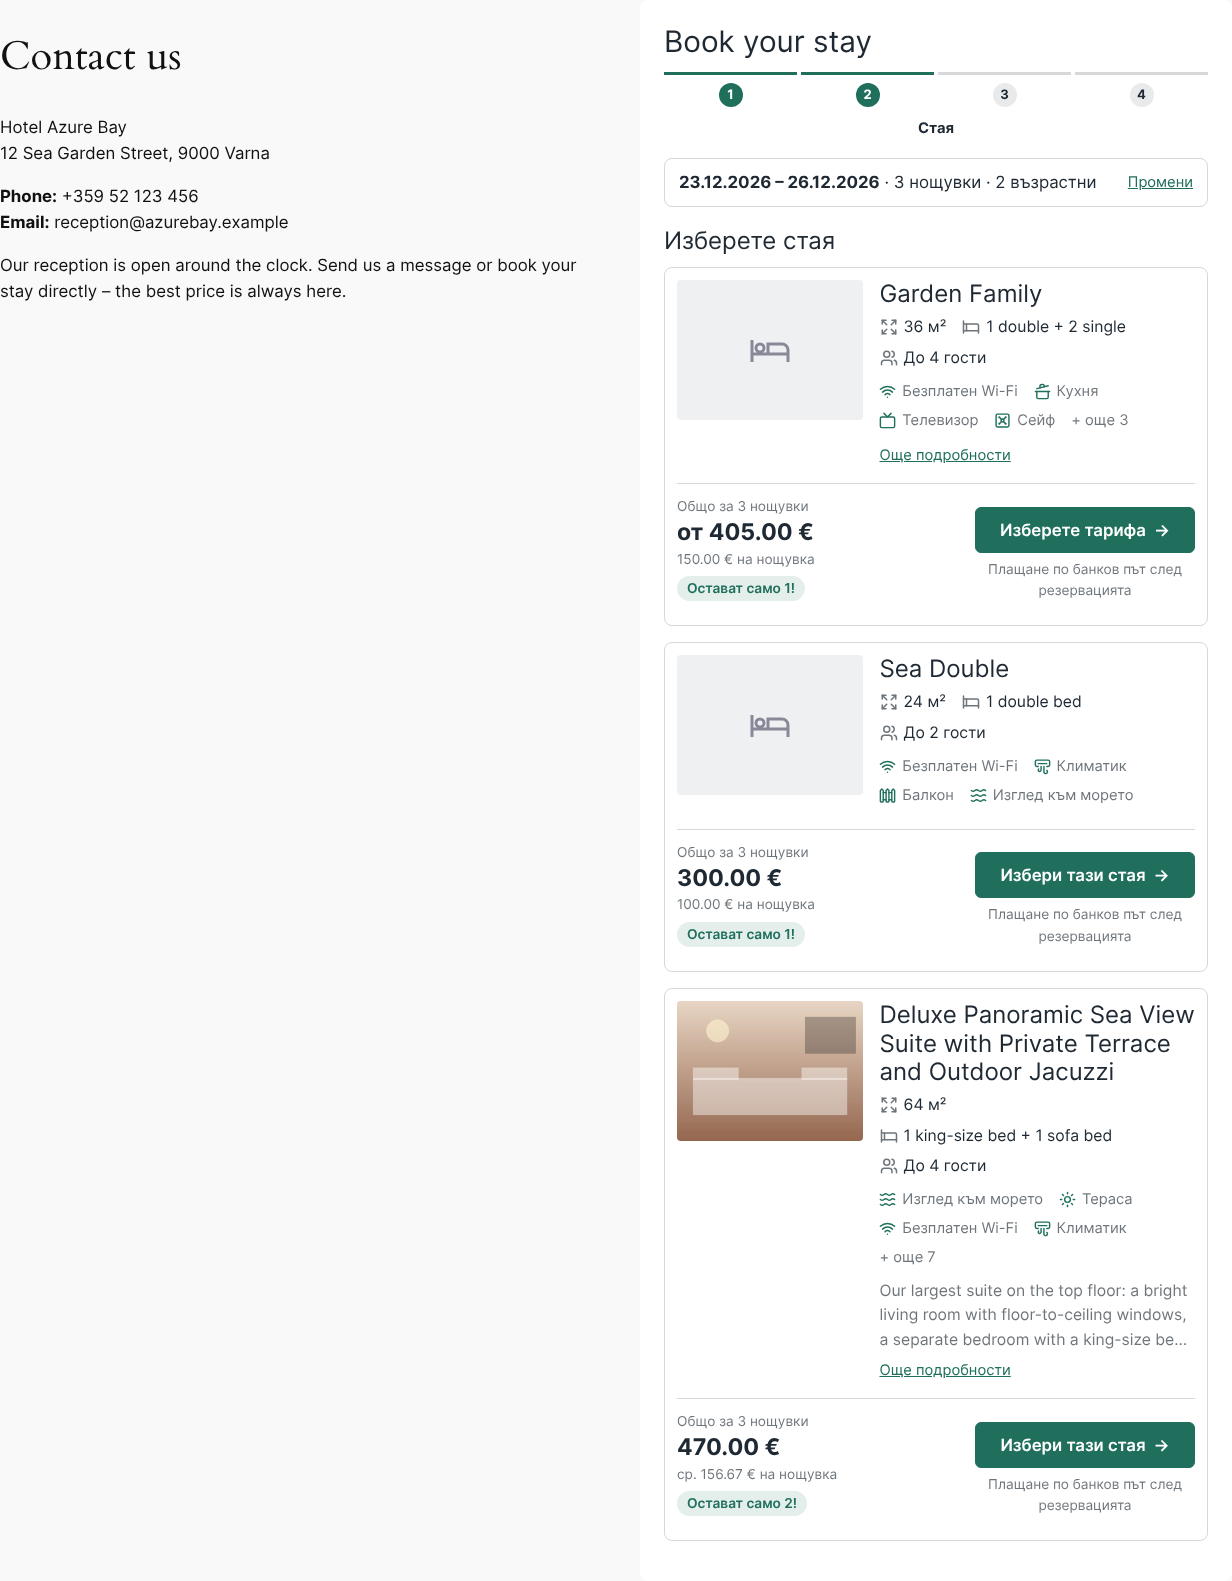 Contact us
Hotel Azure Bay
12 Sea Garden Street, 9000 Varna
Phone: +359 52 123 456
Email: reception@azurebay.example
Our reception is open around the clock. Send us a message or book your
stay directly – the best price is always here.
Book your stay
1
2
3
4
Стая
23.12.2026 – 26.12.2026 · 3 нощувки · 2 възрастни
Промени
Изберете стая
Garden Family
36 м² 1 double + 2 single
До 4 гости
Безплатен Wi-Fi Кухня
Телевизор Сейф + още 3
Още подробности
Общо за 3 нощувки
от 405.00 €
150.00 € на нощувка
Остават само 1!
Изберете тарифа →
Плащане по банков път след
резервацията
Sea Double
24 м² 1 double bed
До 2 гости
Безплатен Wi-Fi Климатик
Балкон Изглед към морето
Общо за 3 нощувки
300.00 €
100.00 € на нощувка
Остават само 1!
Избери тази стая →
Плащане по банков път след
резервацията
Deluxe Panoramic Sea View
Suite with Private Terrace
and Outdoor Jacuzzi
64 м²
1 king-size bed + 1 sofa bed
До 4 гости
Изглед към морето Тераса
Безплатен Wi-Fi Климатик
+ още 7
Our largest suite on the top floor: a bright
living room with floor-to-ceiling windows,
a separate bedroom with a king-size be...
Още подробности
Общо за 3 нощувки
470.00 €
ср. 156.67 € на нощувка
Остават само 2!
Избери тази стая →
Плащане по банков път след
резервацията